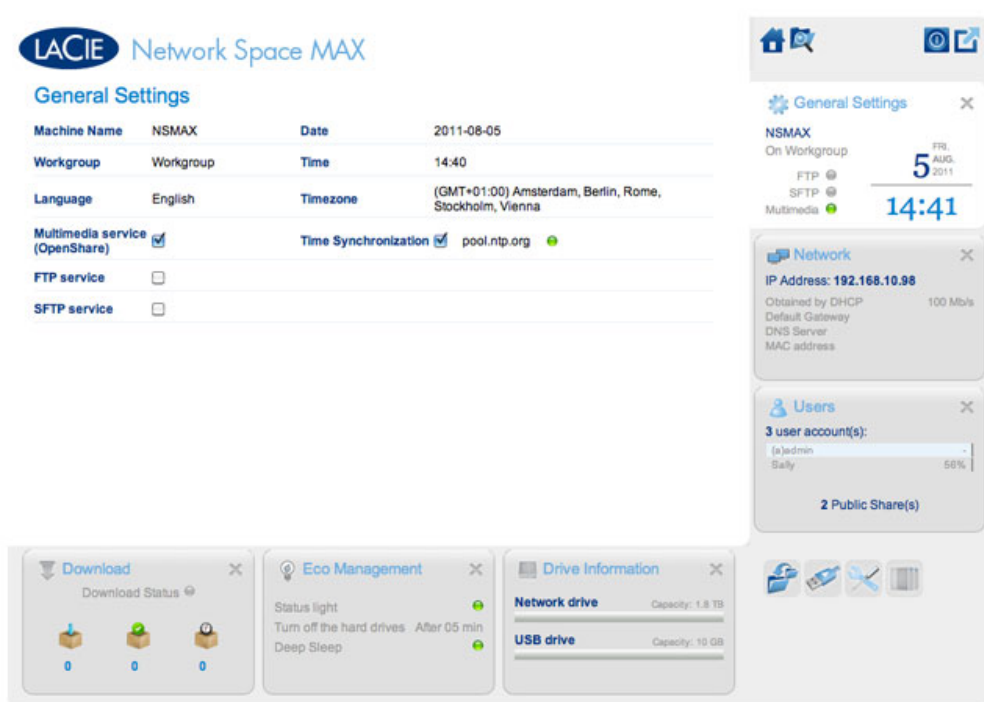 LACIE Network Space MAX
General Settings
Machine Name NSMAX Date 2011-08-05
Workgroup Workgroup Time 14:40
Language English Timezone (GMT+01:00) Amsterdam, Berlin, Rome,
Stockholm, Vienna
Multimedia service
(OpenShare)
Time Synchronization pool.ntp.org
FTP service
SFTP service
General Settings
NSMAX
On Workgroup
FTP
SFTP
Multimedia
5 FRI.
AUG.
2011
14:41
Network
IP Address: 192.168.10.98
Obtained by DHCP 100 Mb/s
Default Gateway
DNS Server
MAC address
Users
3 user account(s):
(a)admin -
Sally 56%
2 Public Share(s)
Download
Download Status
0 0 0
Eco Management
Status light
Turn off the hard drives After 05 min
Deep Sleep
Drive Information
Network drive Capacity: 1.8 TB
USB drive Capacity: 10 GB